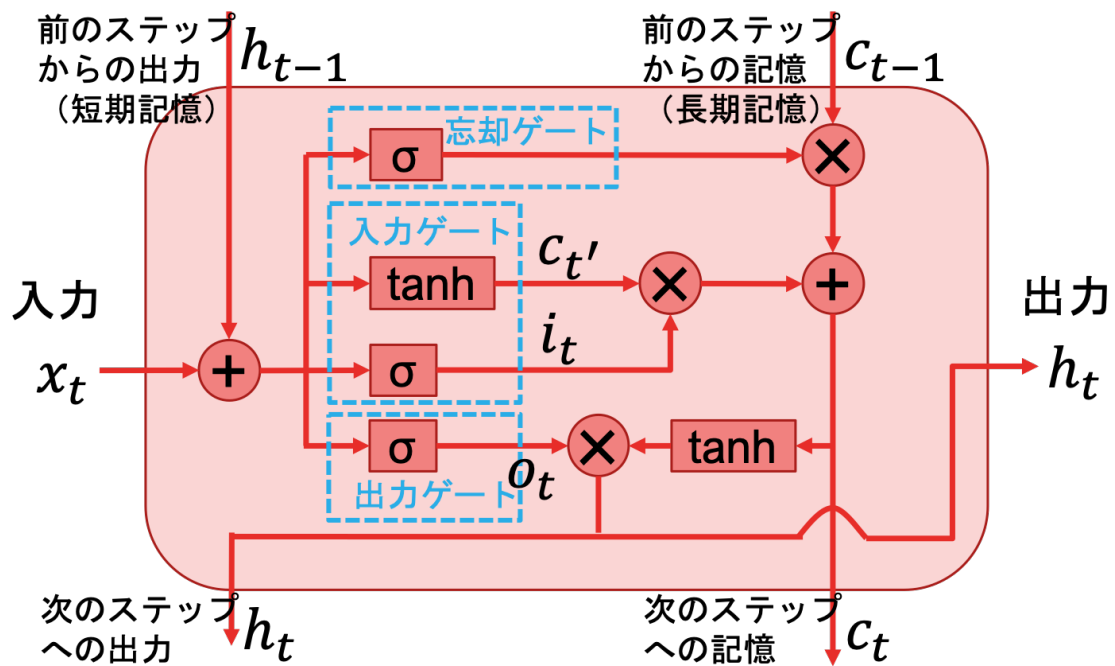 前のステップ
からの出力
(短期記憶)
h_{t-1}
前のステップ
からの記憶
(長期記憶)
c_{t-1}
忘却ゲート
σ
×
入力ゲート
tanh
c_{t'}
×
+
入力
x_t
+
σ
i_t
出力
h_t
σ
o_t
×
tanh
出力ゲート
次のステップ
への出力
h_t
次のステップ
への記憶
c_t